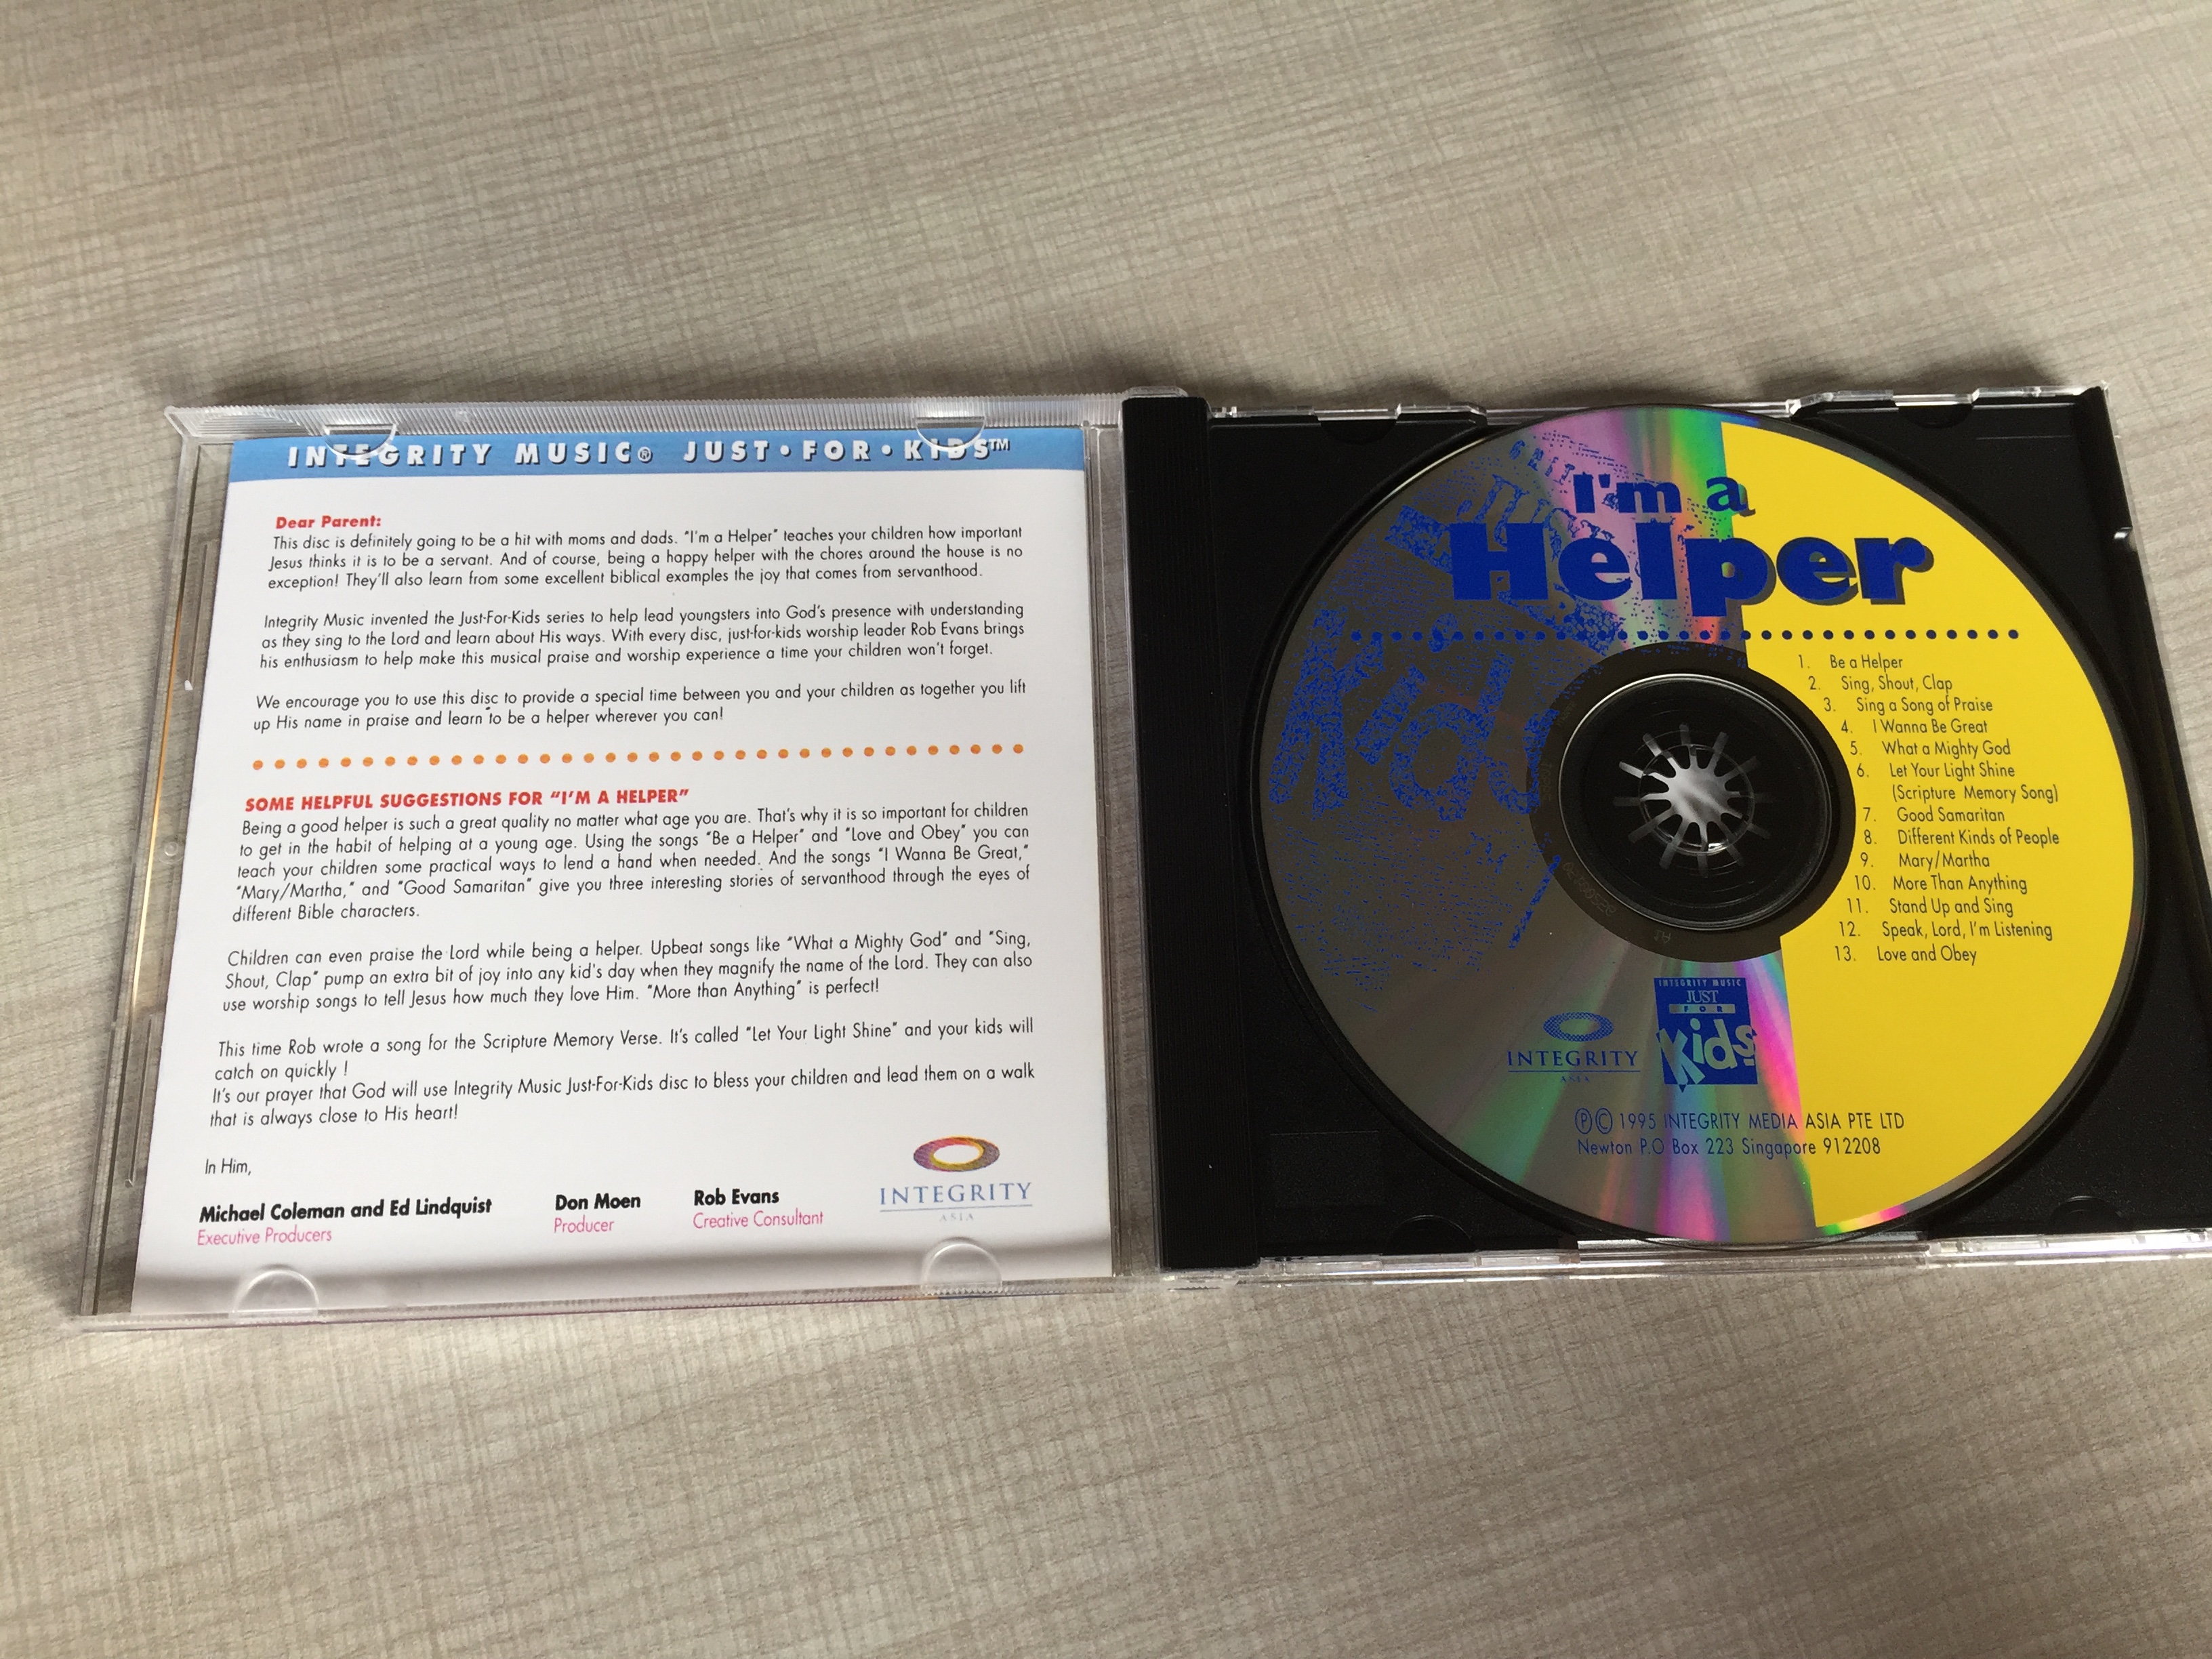 INTEGRITY MUSIC® JUST•FOR•KIDS™
Dear Parent:
This disc is definitely going to be a hit with moms and dads. "I'm a Helper" teaches your children how important
Jesus thinks it is to be a servant. And of course, being a happy helper with the chores around the house is no
exception! They'll also learn from some excellent biblical examples the joy that comes from servanthood.
Integrity Music invented the Just-For-Kids series to help lead youngsters into God's presence with understanding
as they sing to the Lord and learn about His ways. With every disc, just-for-kids worship leader Rob Evans brings
his enthusiasm to help make this musical praise and worship experience a time your children won't forget.
We encourage you to use this disc to provide a special time between you and your children as together you lift
up His name in praise and learn to be a helper wherever you can!
SOME HELPFUL SUGGESTIONS FOR "I'M A HELPER"
Being a good helper is such a great quality no matter what age you are. That's why it is so important for children
to get in the habit of helping at a young age. Using the songs "Be a Helper" and "Love and Obey" you can
teach your children some practical ways to lend a hand when needed. And the songs "I Wanna Be Great,"
"Mary/Martha," and "Good Samaritan" give you three interesting stories of servanthood through the eyes of
different Bible characters.
Children can even praise the Lord while being a helper. Upbeat songs like "What a Mighty God" and "Sing,
Shout, Clap" pump an extra bit of joy into any kid's day when they magnify the name of the Lord. They can also
use worship songs to tell Jesus how much they love Him. "More than Anything" is perfect!
This time Rob wrote a song for the Scripture Memory Verse. It's called "Let Your Light Shine" and your kids will
catch on quickly !
It's our prayer that God will use Integrity Music Just-For-Kids disc to bless your children and lead them on a walk
that is always close to His heart!
In Him,
Michael Coleman and Ed Lindquist
Executive Producers
Don Moen
Producer
Rob Evans
Creative Consultant
INTEGRITY
ASIA
I'm a
Helper
Kids
1. Be a Helper
2. Sing, Shout, Clap
3. Sing a Song of Praise
4. I Wanna Be Great
5. What a Mighty God
6. Let Your Light Shine
(Scripture Memory Song)
7. Good Samaritan
8. Different Kinds of People
9. Mary/Martha
10. More Than Anything
11. Stand Up and Sing
12. Speak, Lord, I'm Listening
13. Love and Obey
INTEGRITY
ASIA
INTEGRITY MUSIC
JUST
FOR
Kids
℗© 1995 INTEGRITY MEDIA ASIA PTE LTD
Newton P.O Box 223 Singapore 912208